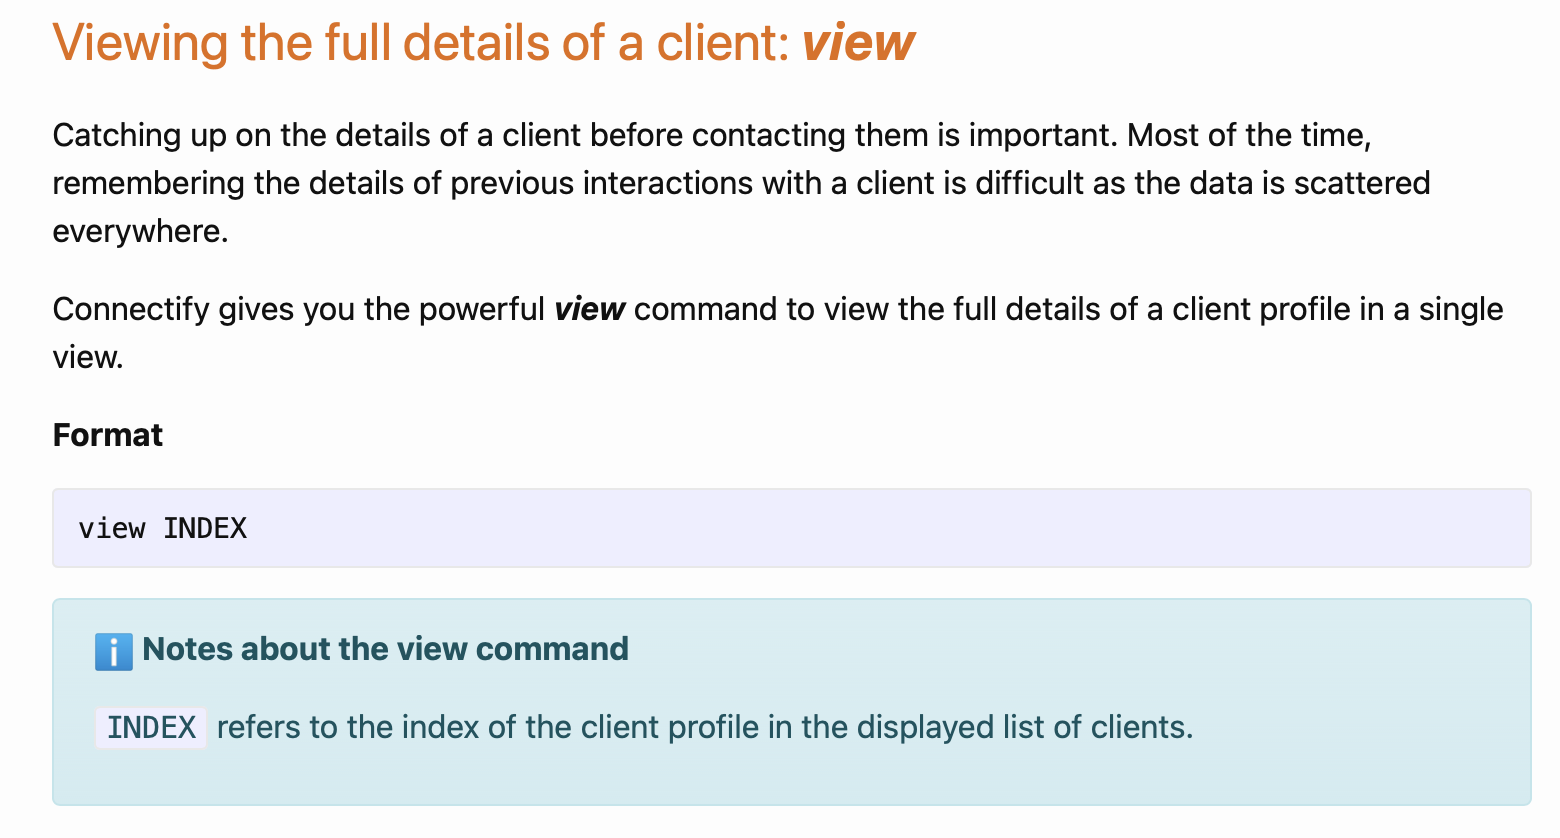 Viewing the full details of a client: view
Catching up on the details of a client before contacting them is important. Most of the time,
remembering the details of previous interactions with a client is difficult as the data is scattered
everywhere.
Connectify gives you the powerful view command to view the full details of a client profile in a single
view.
Format
view INDEX
ℹ️ Notes about the view command
INDEX refers to the index of the client profile in the displayed list of clients.